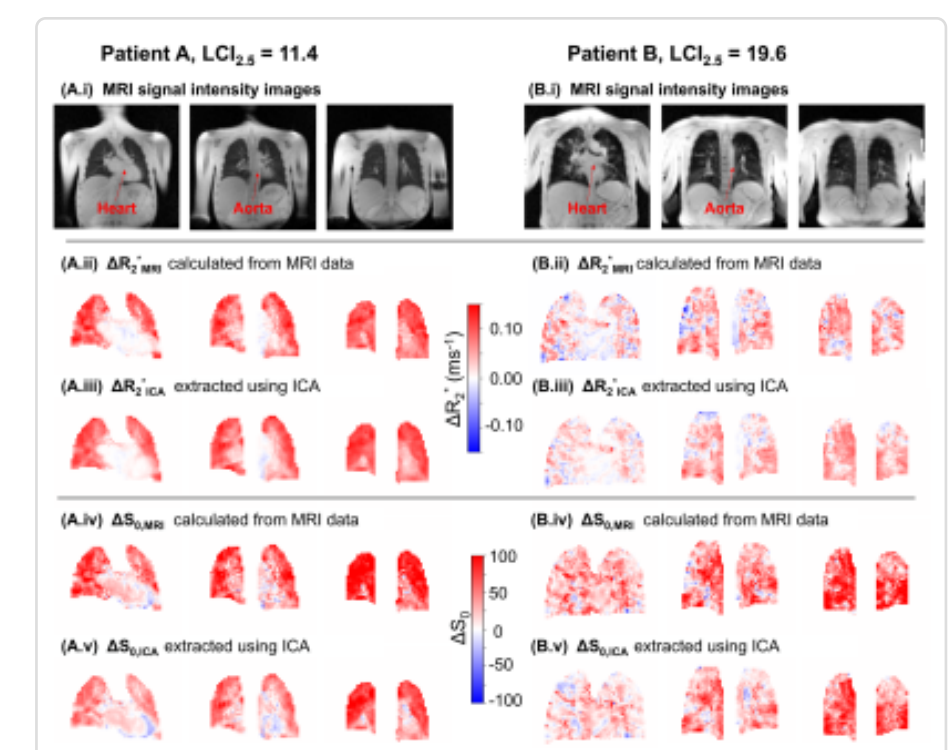 Patient A, LCI2.5 = 11.4
Patient B, LCI2.5 = 19.6
(A.i) MRI signal intensity images
(B.i) MRI signal intensity images
Heart
Aorta
Heart
Aorta
(A.ii) ΔR2*MRI calculated from MRI data
(B.ii) ΔR2*MRI calculated from MRI data
(A.iii) ΔR2*ICA extracted using ICA
(B.iii) ΔR2*ICA extracted using ICA
ΔR2* (ms-1)
0.10
0.00
-0.10
(A.iv) ΔS0,MRI calculated from MRI data
(B.iv) ΔS0,MRI calculated from MRI data
(A.v) ΔS0,ICA extracted using ICA
(B.v) ΔS0,ICA extracted using ICA
ΔS0
100
50
0
-50
-100